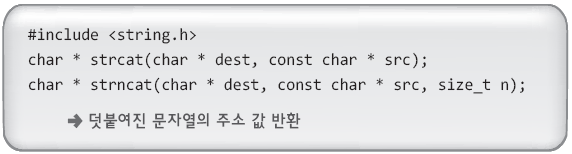 #include <string.h>
char * strcat(char * dest, const char * src);
char * strncat(char * dest, const char * src, size_t n);
➔ 덧붙여진 문자열의 주소 값 반환